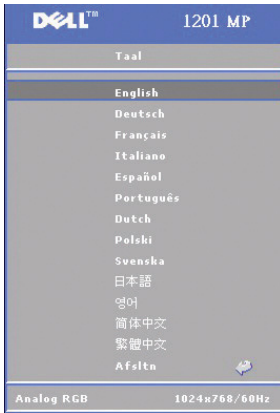 DELL™ 1201 MP
Taal
English
Deutsch
Français
Italiano
Español
Português
Dutch
Polski
Svenska
日本語
영어
简体中文
繁體中文
Afsltn
Analog RGB 1024x768/60Hz